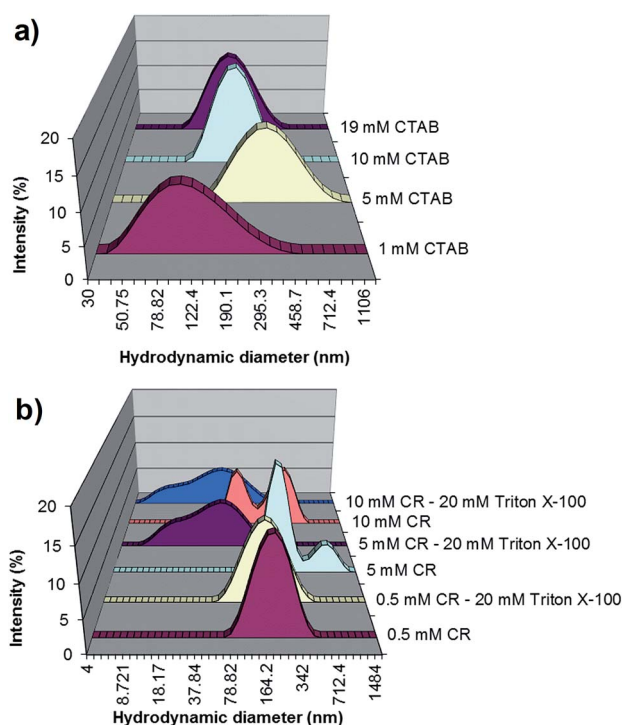 a)
19 mM CTAB
10 mM CTAB
5 mM CTAB
1 mM CTAB
Intensity (%)
20
15
10
5
0
30
50.75
78.82
122.4
190.1
295.3
458.7
712.4
1106
Hydrodynamic diameter (nm)
b)
10 mM CR - 20 mM Triton X-100
10 mM CR
5 mM CR - 20 mM Triton X-100
5 mM CR
0.5 mM CR - 20 mM Triton X-100
0.5 mM CR
Intensity (%)
20
15
10
5
0
4
8.721
18.17
37.84
78.82
164.2
342
712.4
1484
Hydrodynamic diameter (nm)